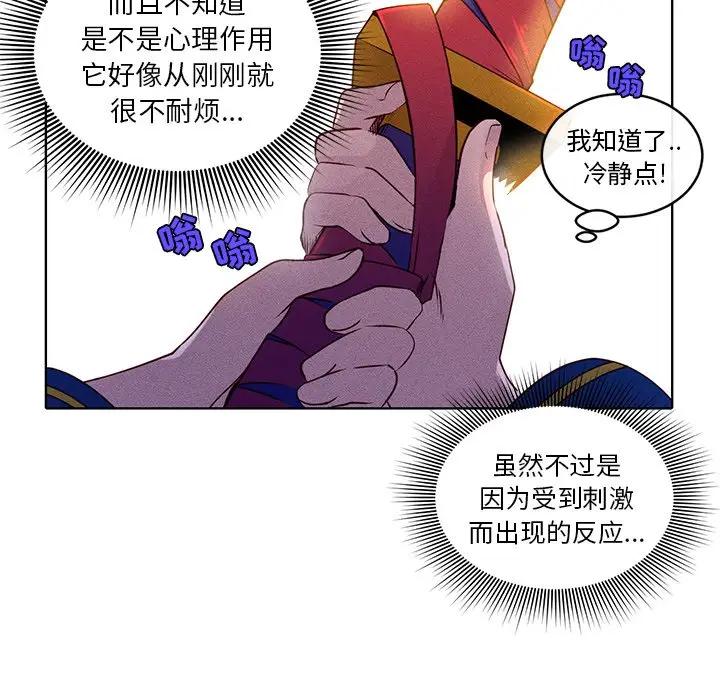 而且不知道
是不是心理作用
它好像从刚刚就
很不耐烦...
嗡
嗡
我知道了..
冷静点!
嗡
嗡
虽然不过是
因为受到刺激
而出现的反应...